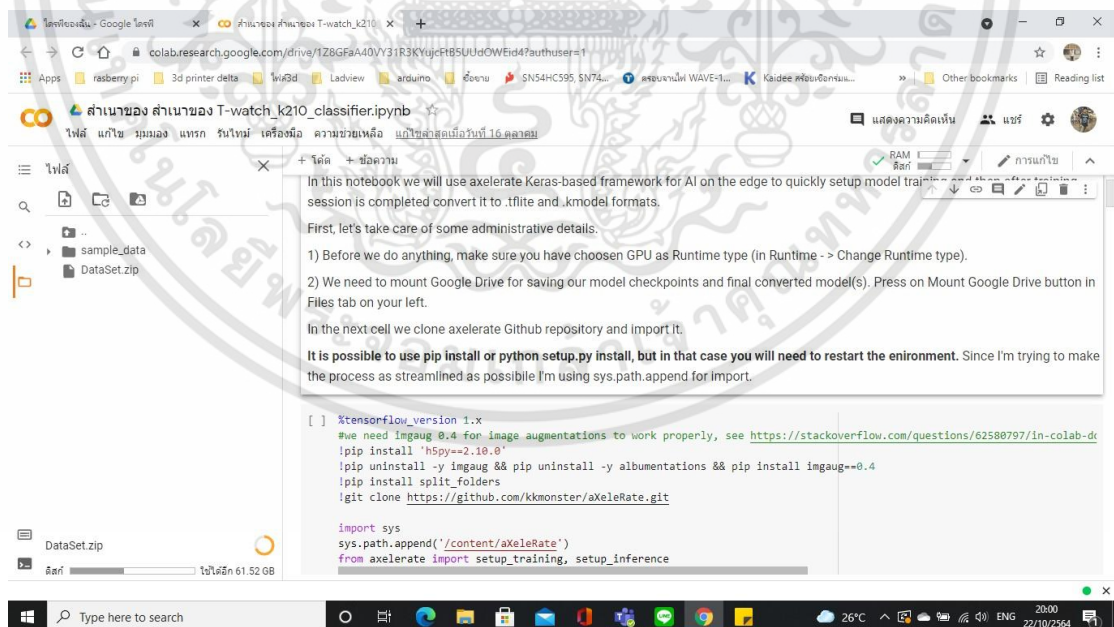 ไดรฟ์ของฉัน - Google ไดรฟ์
สำเนาของ สำเนาของ T-watch_k210
colab.research.google.com/drive/1Z8GFaA40VY31R3KYujcFtB5UUdOWEid4?authuser=1
Apps rasberry pi 3d printer delta ไฟล์3d Ladview arduino ซื้อขาย SN54HC595, SN74... ครอบจานไฟ WAVE-1... Kaidee » Other bookmarks Reading list
สำเนาของ สำเนาของ T-watch_k210_classifier.ipynb
แสดงความคิดเห็น แชร์
ไฟล์ แก้ไข มุมมอง แทรก รันไทม์ เครื่องมือ ความช่วยเหลือ แก้ไขล่าสุดเมื่อวันที่ 16 ตุลาคม
ไฟล์
+ โค้ด + ข้อความ
RAM
ดิสก์
การแก้ไข
..
sample_data
DataSet.zip
In this notebook we will use axelerate Keras-based framework for AI on the edge to quickly setup model training and then after training
session is completed convert it to .tflite and .kmodel formats.
First, let's take care of some administrative details.
1) Before we do anything, make sure you have choosen GPU as Runtime type (in Runtime - > Change Runtime type).
2) We need to mount Google Drive for saving our model checkpoints and final converted model(s). Press on Mount Google Drive button in
Files tab on your left.
In the next cell we clone axelerate Github repository and import it.
It is possible to use pip install or python setup.py install, but in that case you will need to restart the enironment. Since I'm trying to make
the process as streamlined as possibile I'm using sys.path.append for import.
[ ] %tensorflow_version 1.x
#we need imgaug 0.4 for image augmentations to work properly, see https://stackoverflow.com/questions/62580797/in-colab-do
!pip install 'h5py==2.10.0'
!pip uninstall -y imgaug && pip uninstall -y albumentations && pip install imgaug==0.4
!pip install split_folders
!git clone https://github.com/kkmonster/aXeleRate.git
import sys
sys.path.append('/content/aXeleRate')
from axelerate import setup_training, setup_inference
DataSet.zip
ดิสก์ ใช้ได้อีก 61.52 GB
Type here to search
26°C ENG
20:00
22/10/2564